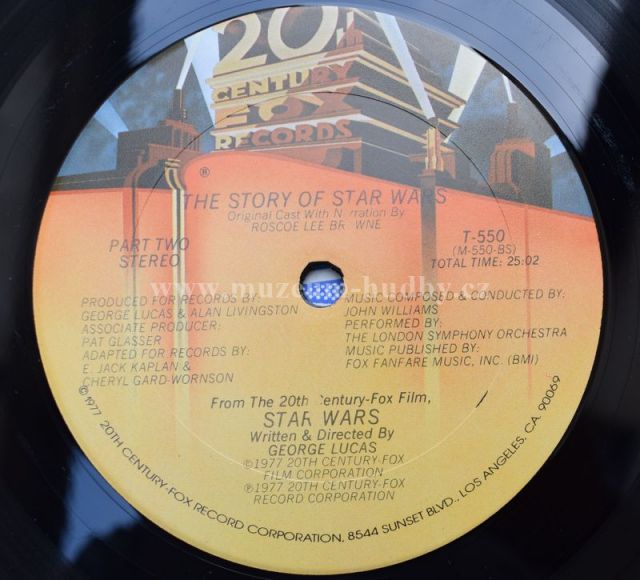 20th
CENTURY
FOX
RECORDS
®
THE STORY OF STAR WARS
Original Cast With Narration By
ROSCOE LEE BROWNE
PART TWO
STEREO
T-550
(M-550-BS)
TOTAL TIME: 25:02
www.muzeum-hudby.cz
PRODUCED FOR RECORDS BY:
GEORGE LUCAS & ALAN LIVINGSTON
ASSOCIATE PRODUCER:
PAT GLASSER
ADAPTED FOR RECORDS BY:
E. JACK KAPLAN &
CHERYL GARD-WORNSON
MUSIC COMPOSED & CONDUCTED BY:
JOHN WILLIAMS
PERFORMED BY:
THE LONDON SYMPHONY ORCHESTRA
MUSIC PUBLISHED BY:
FOX FANFARE MUSIC, INC. (BMI)
From The 20th Century-Fox Film,
STAR WARS
Written & Directed By
GEORGE LUCAS
©1977 20TH CENTURY-FOX
FILM CORPORATION
℗1977 20TH CENTURY-FOX
RECORD CORPORATION
©1977 20TH CENTURY-FOX RECORD CORPORATION, 8544 SUNSET BLVD., LOS ANGELES, CA. 90069